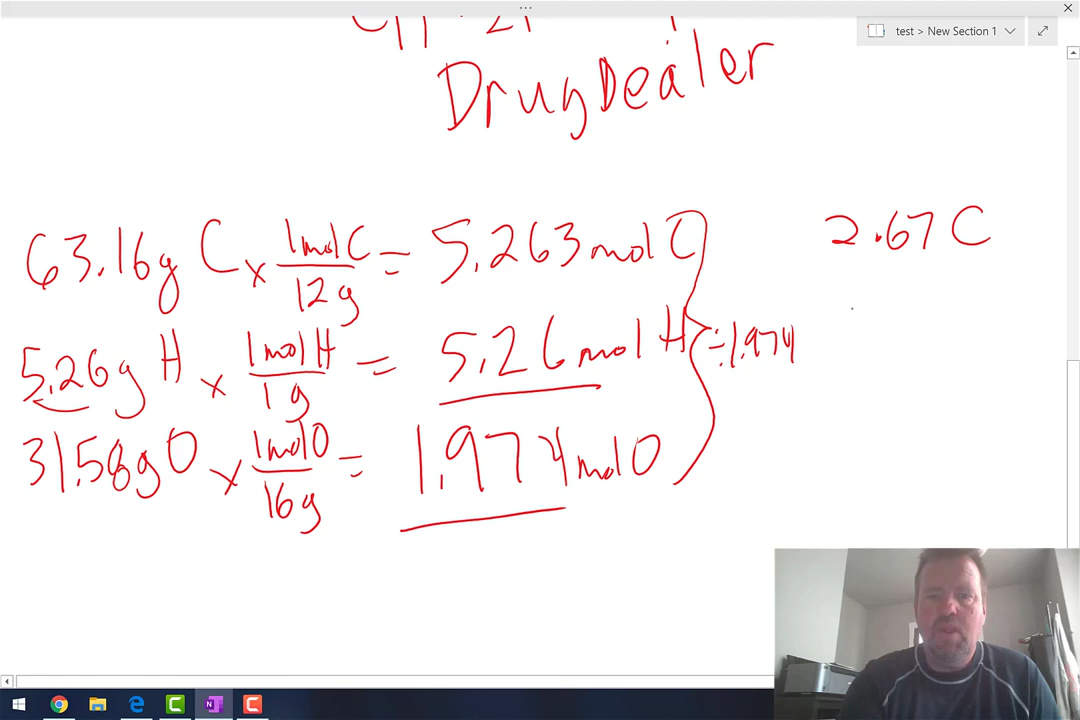 test > New Section 1
DrugDealer
63.16g C x 1mol C / 12g = 5.263 mol C
2.67 C
5.26g H x 1mol H / 1g = 5.26 mol H
÷1.974
31.58g O x 1mol O / 16g = 1.974 mol O